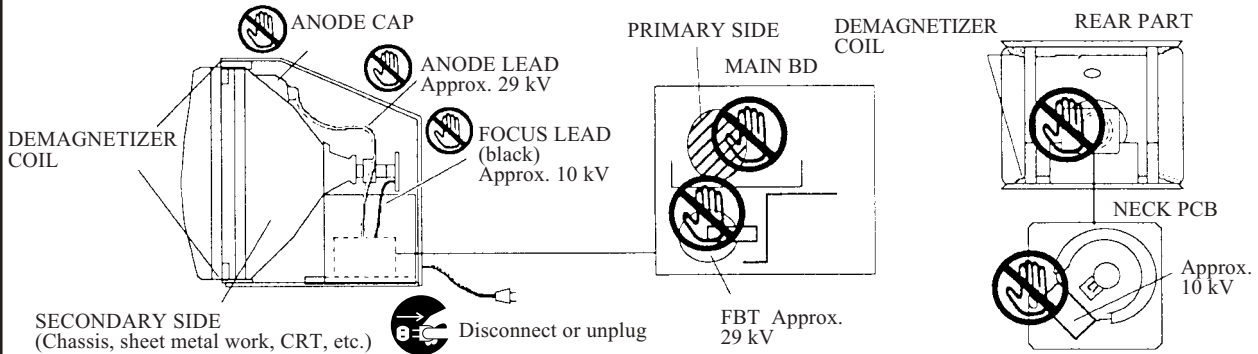 ANODE CAP
ANODE LEAD
Approx. 29 kV
FOCUS LEAD
(black)
Approx. 10 kV
DEMAGNETIZER
COIL
SECONDARY SIDE
(Chassis, sheet metal work, CRT, etc.)
Disconnect or unplug
PRIMARY SIDE
MAIN BD
FBT Approx.
29 kV
DEMAGNETIZER
COIL
REAR PART
NECK PCB
Approx.
10 kV